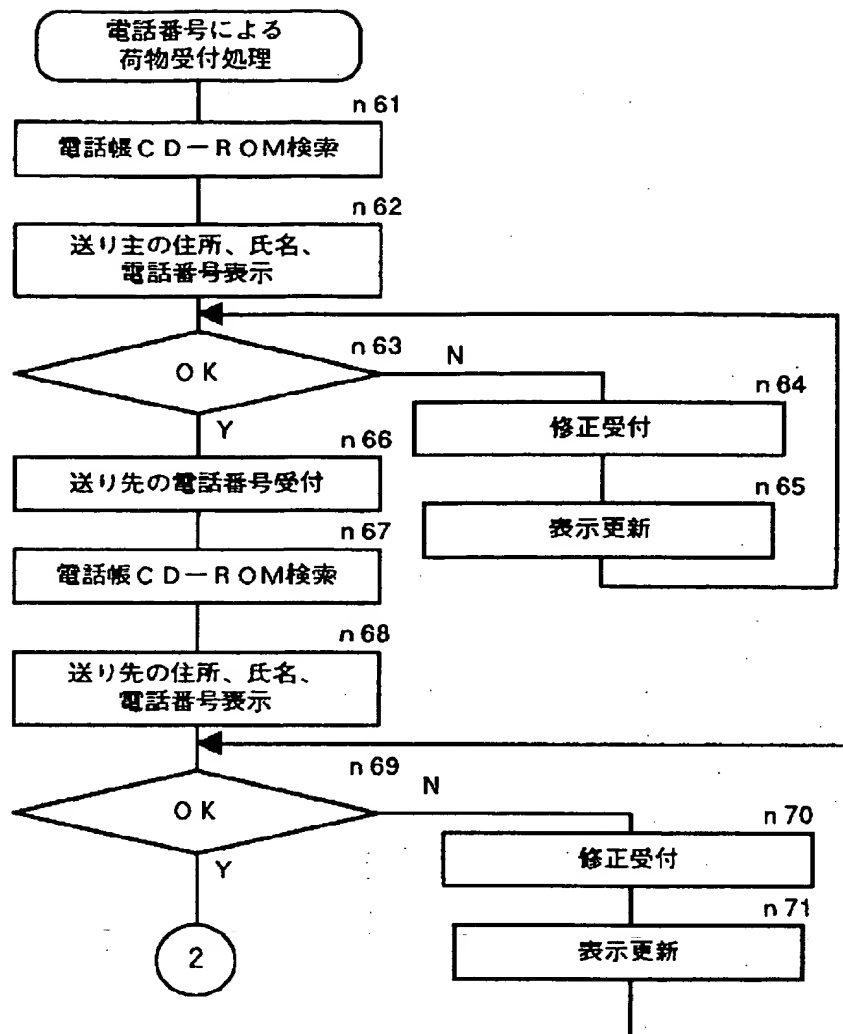 電話番号による
荷物受付処理
n 61
電話帳CD－ROM検索
n 62
送り主の住所、氏名、
電話番号表示
n 63
OK
N
Y
n 64
修正受付
n 65
表示更新
n 66
送り先の電話番号受付
n 67
電話帳CD－ROM検索
n 68
送り先の住所、氏名、
電話番号表示
n 69
OK
N
Y
n 70
修正受付
n 71
表示更新
2